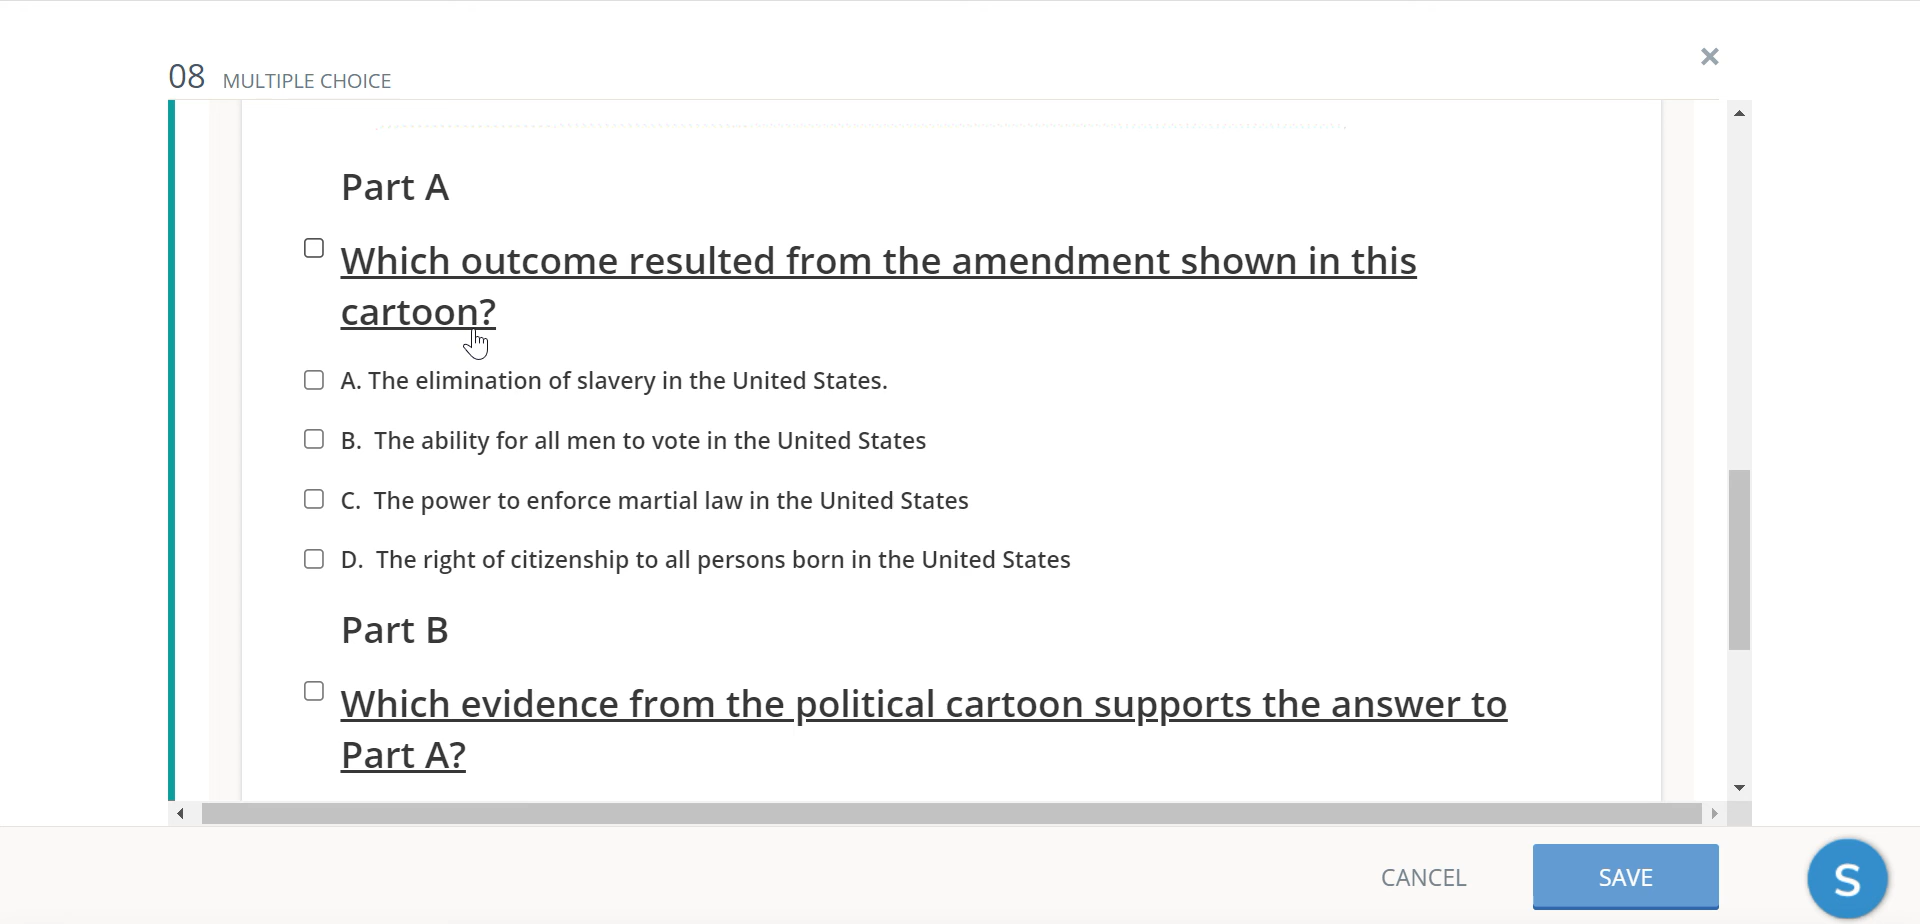 08 MULTIPLE CHOICE
Part A
Which outcome resulted from the amendment shown in this
cartoon?
A. The elimination of slavery in the United States.
B. The ability for all men to vote in the United States
C. The power to enforce martial law in the United States
D. The right of citizenship to all persons born in the United States
Part B
Which evidence from the political cartoon supports the answer to
Part A?
CANCEL
SAVE
S